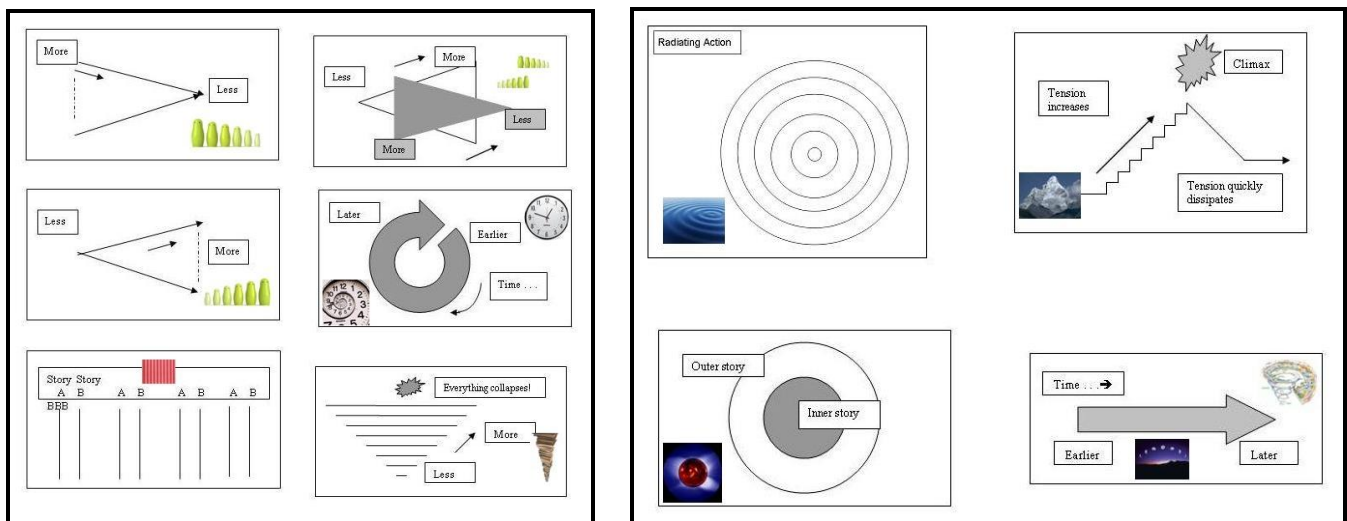 More
Less
Less
More
Less
More
Less
More
Later
Earlier
Time . . .
Story Story
A B A B A B A B
BBB
Everything collapses!
More
Less
Radiating Action
Climax
Tension
increases
Tension quickly
dissipates
Outer story
Inner story
Time . . .➔
Earlier
Later